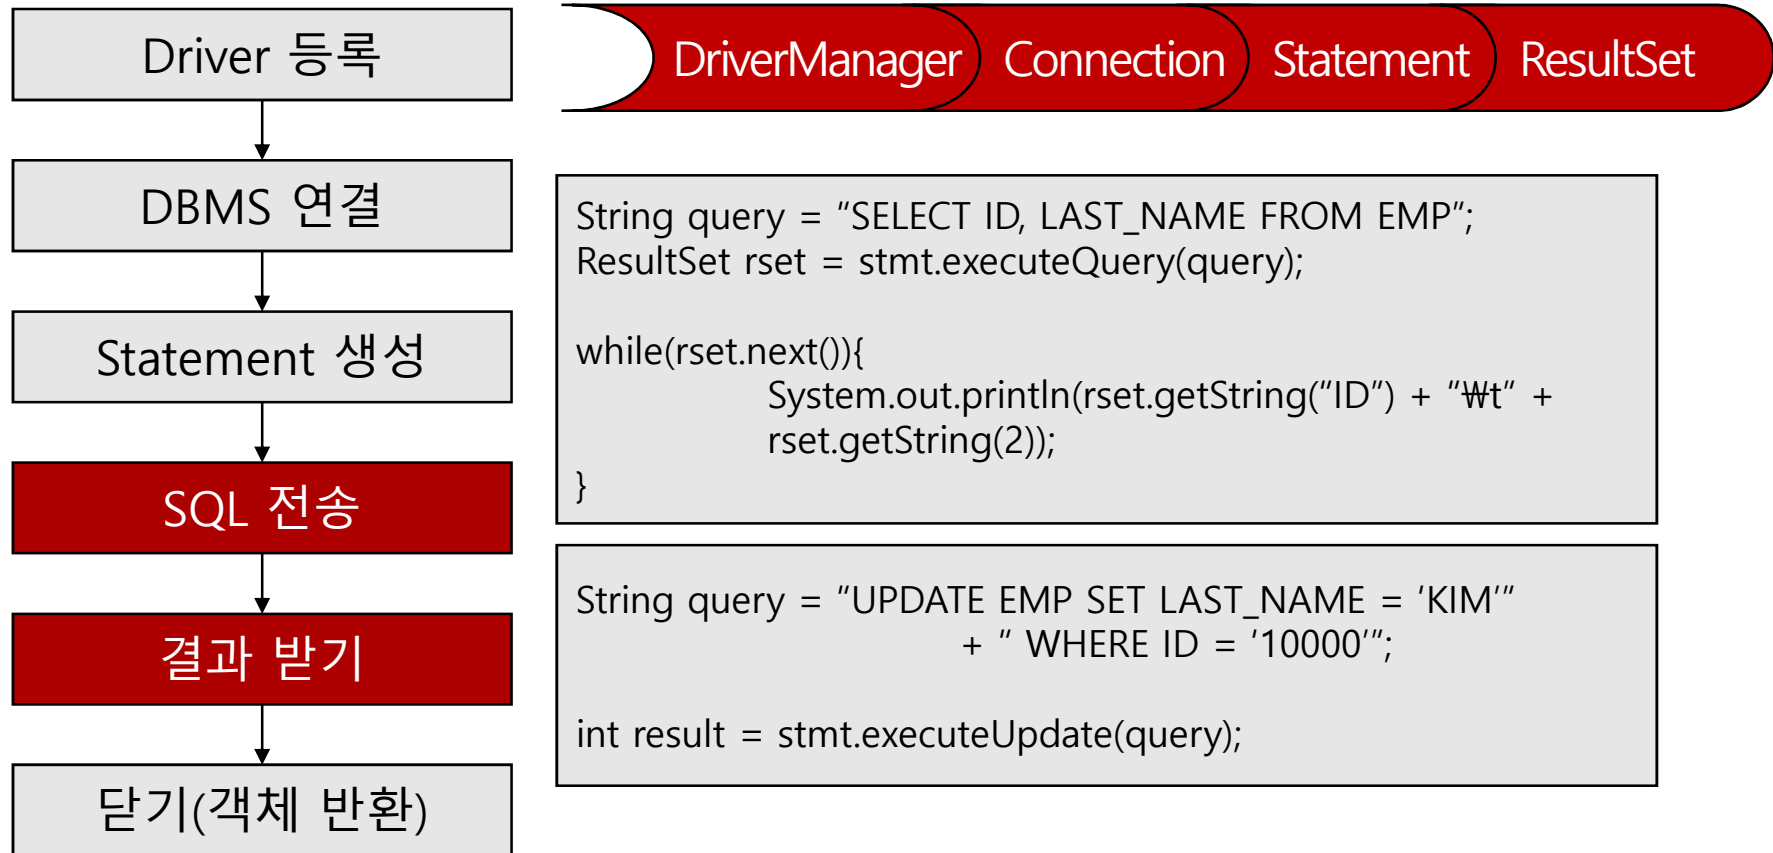 Driver 등록
DBMS 연결
Statement 생성
SQL 전송
결과 받기
닫기(객체 반환)
DriverManager Connection Statement ResultSet
String query = “SELECT ID, LAST_NAME FROM EMP”;
ResultSet rset = stmt.executeQuery(query);
while(rset.next()){
System.out.println(rset.getString(“ID”) + “₩t” +
rset.getString(2));
}
String query = “UPDATE EMP SET LAST_NAME = ‘KIM’”
+ “ WHERE ID = ‘10000’”;
int result = stmt.executeUpdate(query);